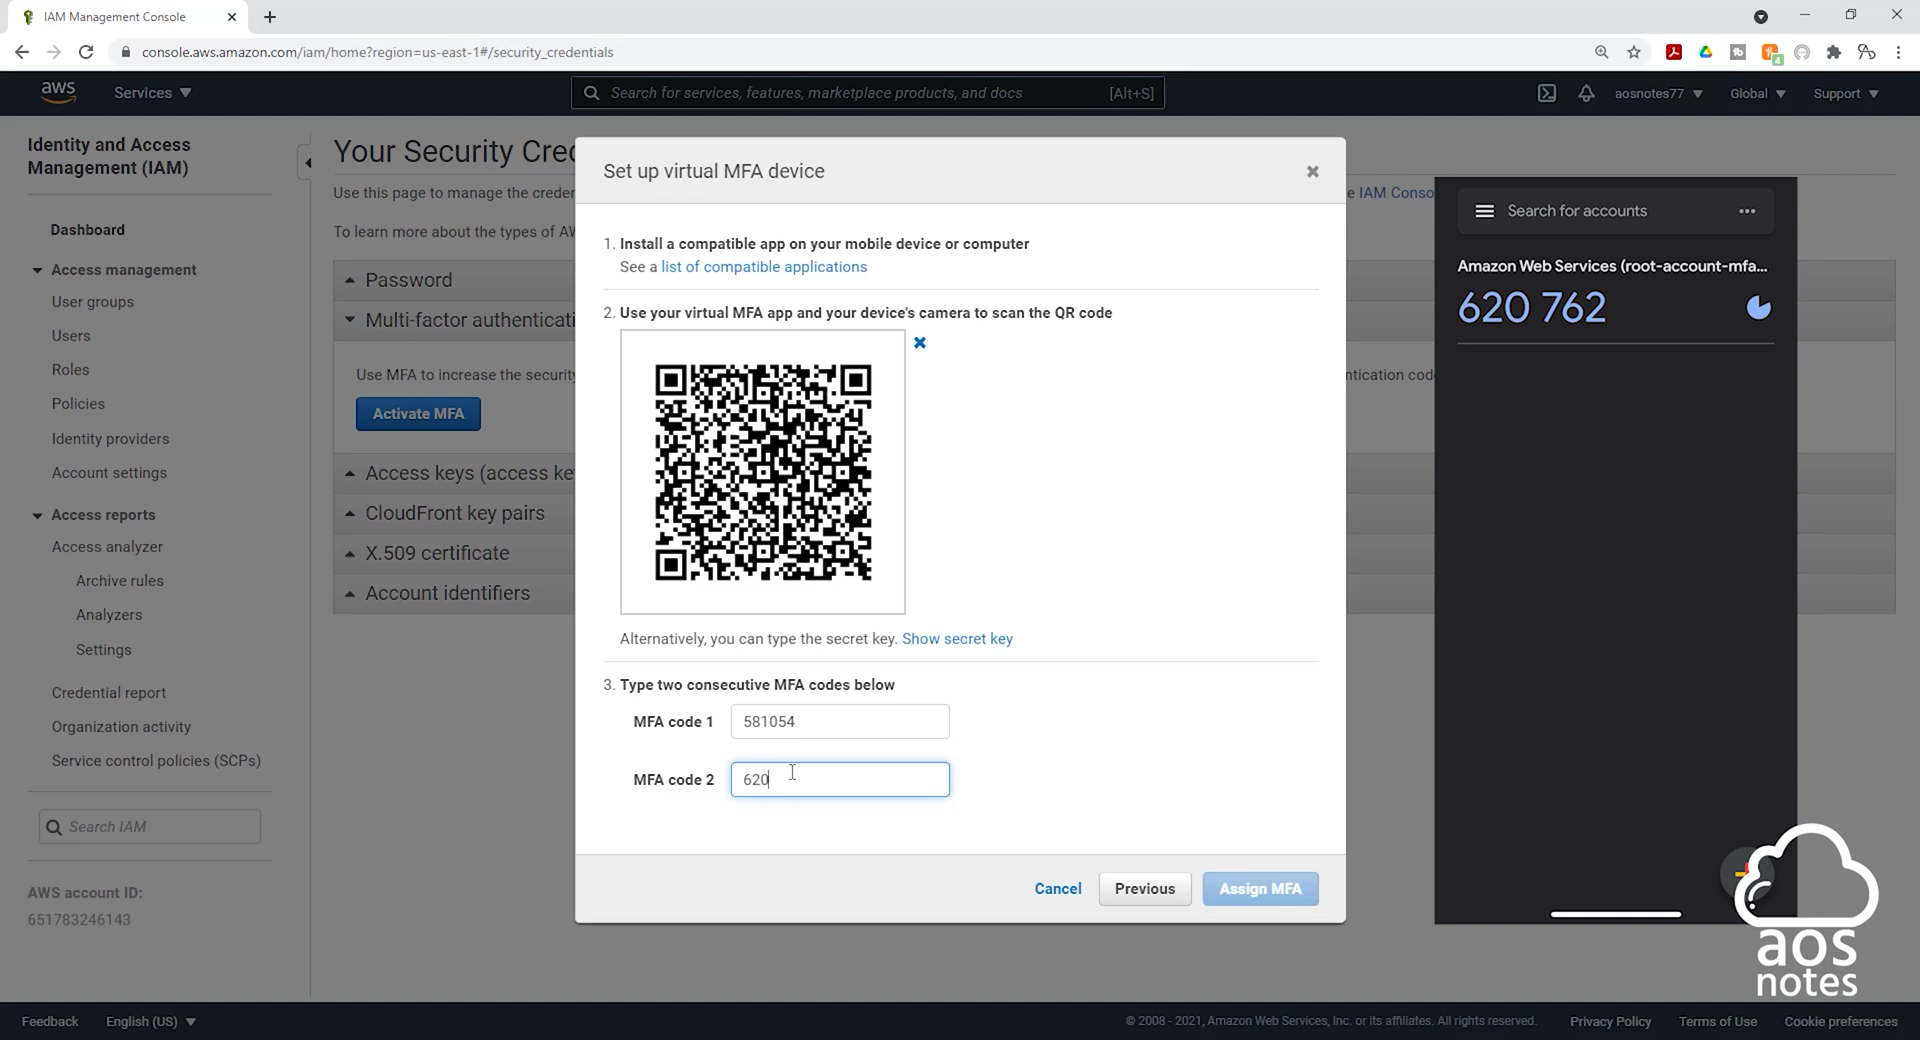 IAM Management Console
console.aws.amazon.com/iam/home?region=us-east-1#/security_credentials
aws
Services
Search for services, features, marketplace products, and docs
[Alt+S]
aosnotes77
Global
Support
Identity and Access
Management (IAM)
Dashboard
Access management
User groups
Users
Roles
Policies
Identity providers
Account settings
Access reports
Access analyzer
Archive rules
Analyzers
Settings
Credential report
Organization activity
Service control policies (SCPs)
Search IAM
AWS account ID:
651783246143
Your Security Cre
Use this page to manage the creder
e IAM Conso
To learn more about the types of AW
Password
Multi-factor authenticati
Use MFA to increase the security
ntication cod
Activate MFA
Access keys (access ke
CloudFront key pairs
X.509 certificate
Account identifiers
Set up virtual MFA device
1. Install a compatible app on your mobile device or computer
See a list of compatible applications
2. Use your virtual MFA app and your device's camera to scan the QR code
Alternatively, you can type the secret key. Show secret key
3. Type two consecutive MFA codes below
MFA code 1
581054
MFA code 2
620
Cancel
Previous
Assign MFA
Search for accounts
Amazon Web Services (root-account-mfa...
620 762
aos
notes
Feedback
English (US)
© 2008 - 2021, Amazon Web Services, Inc. or its affiliates. All rights reserved.
Privacy Policy
Terms of Use
Cookie preferences